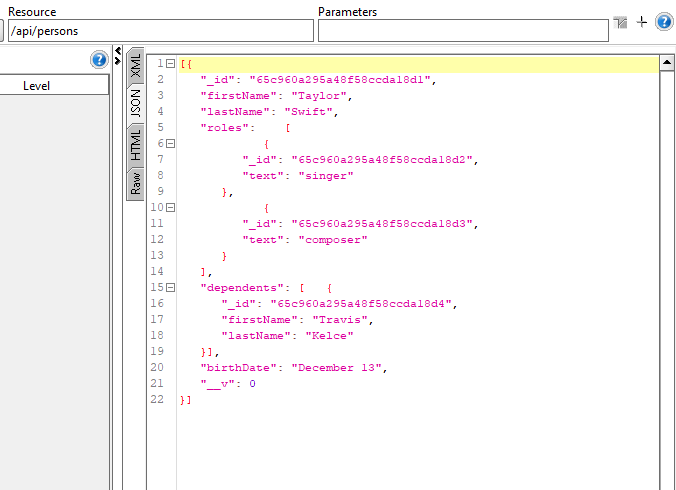 Resource
Parameters
/api/persons
Level
XML
JSON
HTML
Raw
1 [{
2 "_id": "65c960a295a48f58ccda18d1",
3 "firstName": "Taylor",
4 "lastName": "Swift",
5 "roles": [
6 {
7 "_id": "65c960a295a48f58ccda18d2",
8 "text": "singer"
9 },
10 {
11 "_id": "65c960a295a48f58ccda18d3",
12 "text": "composer"
13 }
14 ],
15 "dependents": [ {
16 "_id": "65c960a295a48f58ccda18d4",
17 "firstName": "Travis",
18 "lastName": "Kelce"
19 }],
20 "birthDate": "December 13",
21 "__v": 0
22 }]